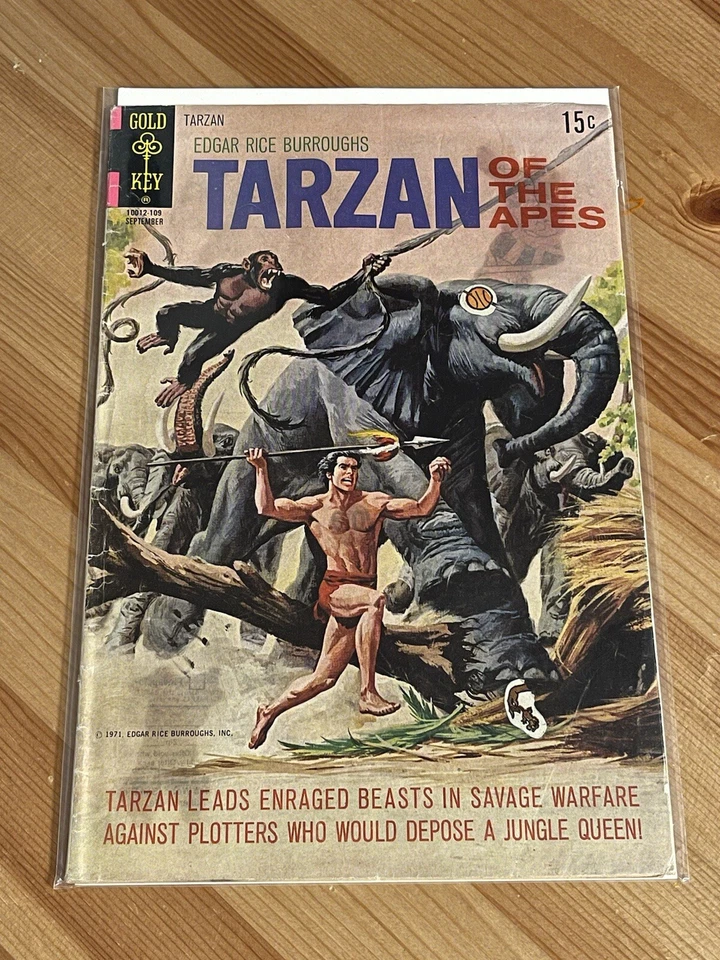 GOLD
KEY
®
10012-109
SEPTEMBER
TARZAN
15c
EDGAR RICE BURROUGHS
TARZAN OF THE APES
© 1971, EDGAR RICE BURROUGHS, INC.
TARZAN LEADS ENRAGED BEASTS IN SAVAGE WARFARE
AGAINST PLOTTERS WHO WOULD DEPOSE A JUNGLE QUEEN!